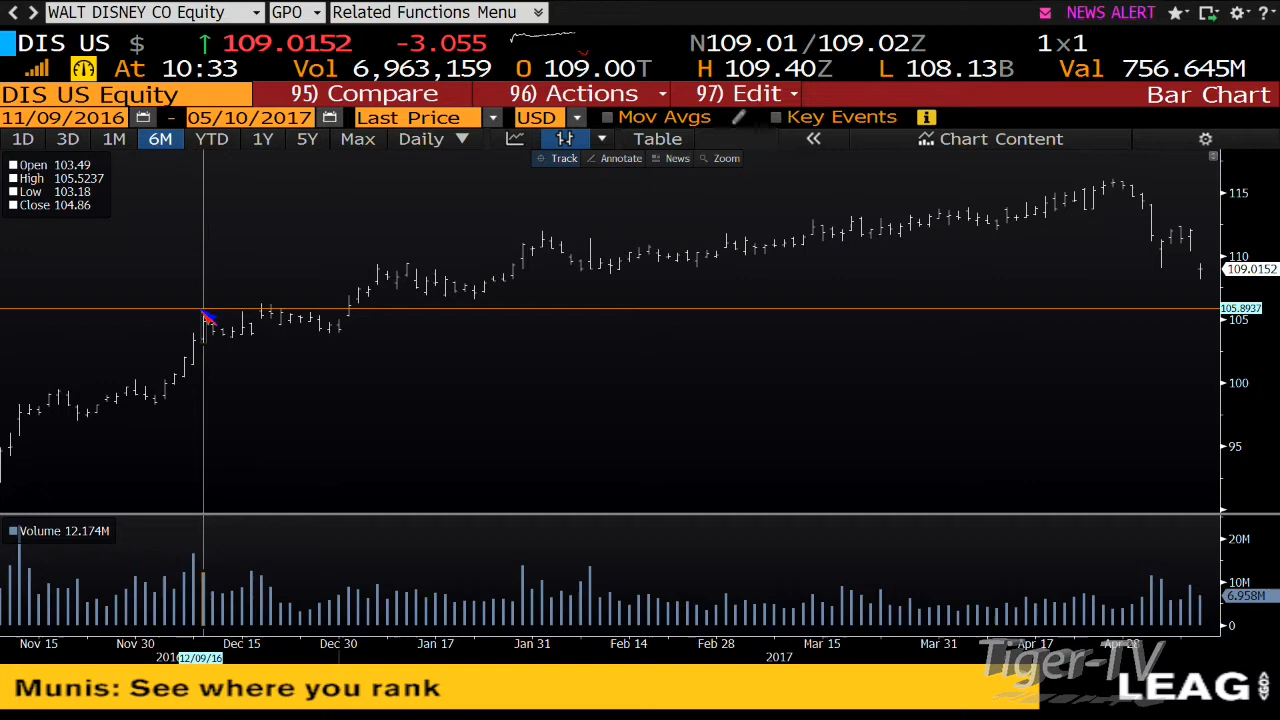 WALT DISNEY CO Equity GPO Related Functions Menu NEWS ALERT ?
DIS US $ ↑ 109.0152 -3.055 N109.01/109.02Z 1x1
At 10:33 Vol 6,963,159 O 109.00T H 109.40Z L 108.13B Val 756.645M
DIS US Equity 95) Compare 96) Actions 97) Edit Bar Chart
11/09/2016 - 05/10/2017 Last Price USD Mov Avgs Key Events i
1D 3D 1M 6M YTD 1Y 5Y Max Daily ▼ Table « Chart Content
Track Annotate News Zoom
Open 103.49
High 105.5237
Low 103.18
Close 104.86
115
110
109.0152
105.8937
105
100
95
Volume 12.174M
20M
10M
6.958M
0
Nov 15 Nov 30 Dec 15 Dec 30 Jan 17 Jan 31 Feb 14 Feb 28 Mar 15 Mar 31 Apr 17 Apr 28
2016 12/09/16 2017
Tiger-TV
Munis: See where you rank LEAG GO